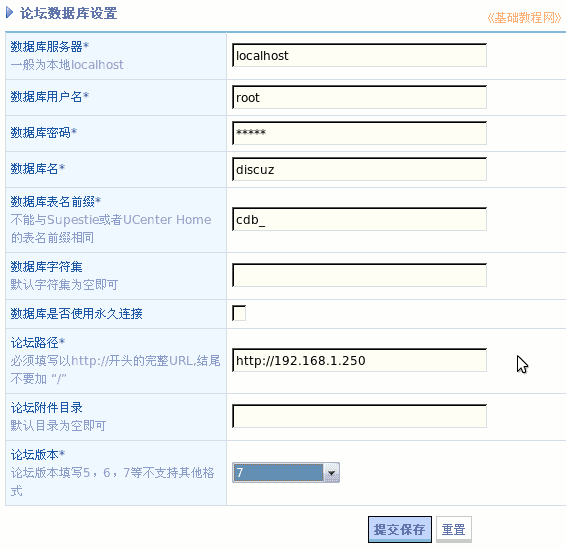 论坛数据库设置
《基础教程网》
数据库服务器*
一般为本地localhost
localhost
数据库用户名*
root
数据库密码*
*****
数据库名*
discuz
数据库表名前缀*
不能与Supestie或者UCenter Home
的表名前缀相同
cdb_
数据库字符集
默认字符集为空即可
数据库是否使用永久连接
论坛路径*
必须填写以http://开头的完整URL,结尾
不要加 “/”
http://192.168.1.250
论坛附件目录
默认目录为空即可
论坛版本*
论坛版本填写5，6，7等不支持其他格
式
7
提交保存
重置